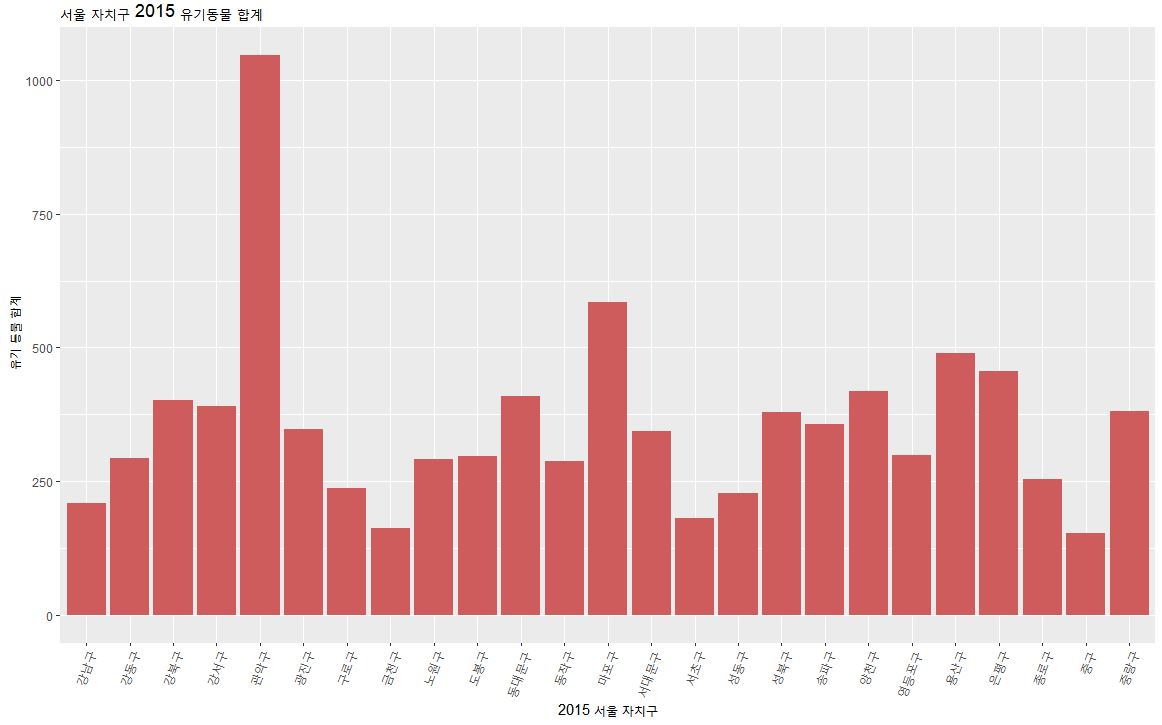 서울 자치구 2015 유기동물 합계
유기 동물 합계
1000
750
500
250
0
강남구
강동구
강북구
강서구
관악구
광진구
구로구
금천구
노원구
도봉구
동대문구
동작구
마포구
서대문구
서초구
성동구
성북구
송파구
양천구
영등포구
용산구
은평구
종로구
중구
중랑구
2015 서울 자치구